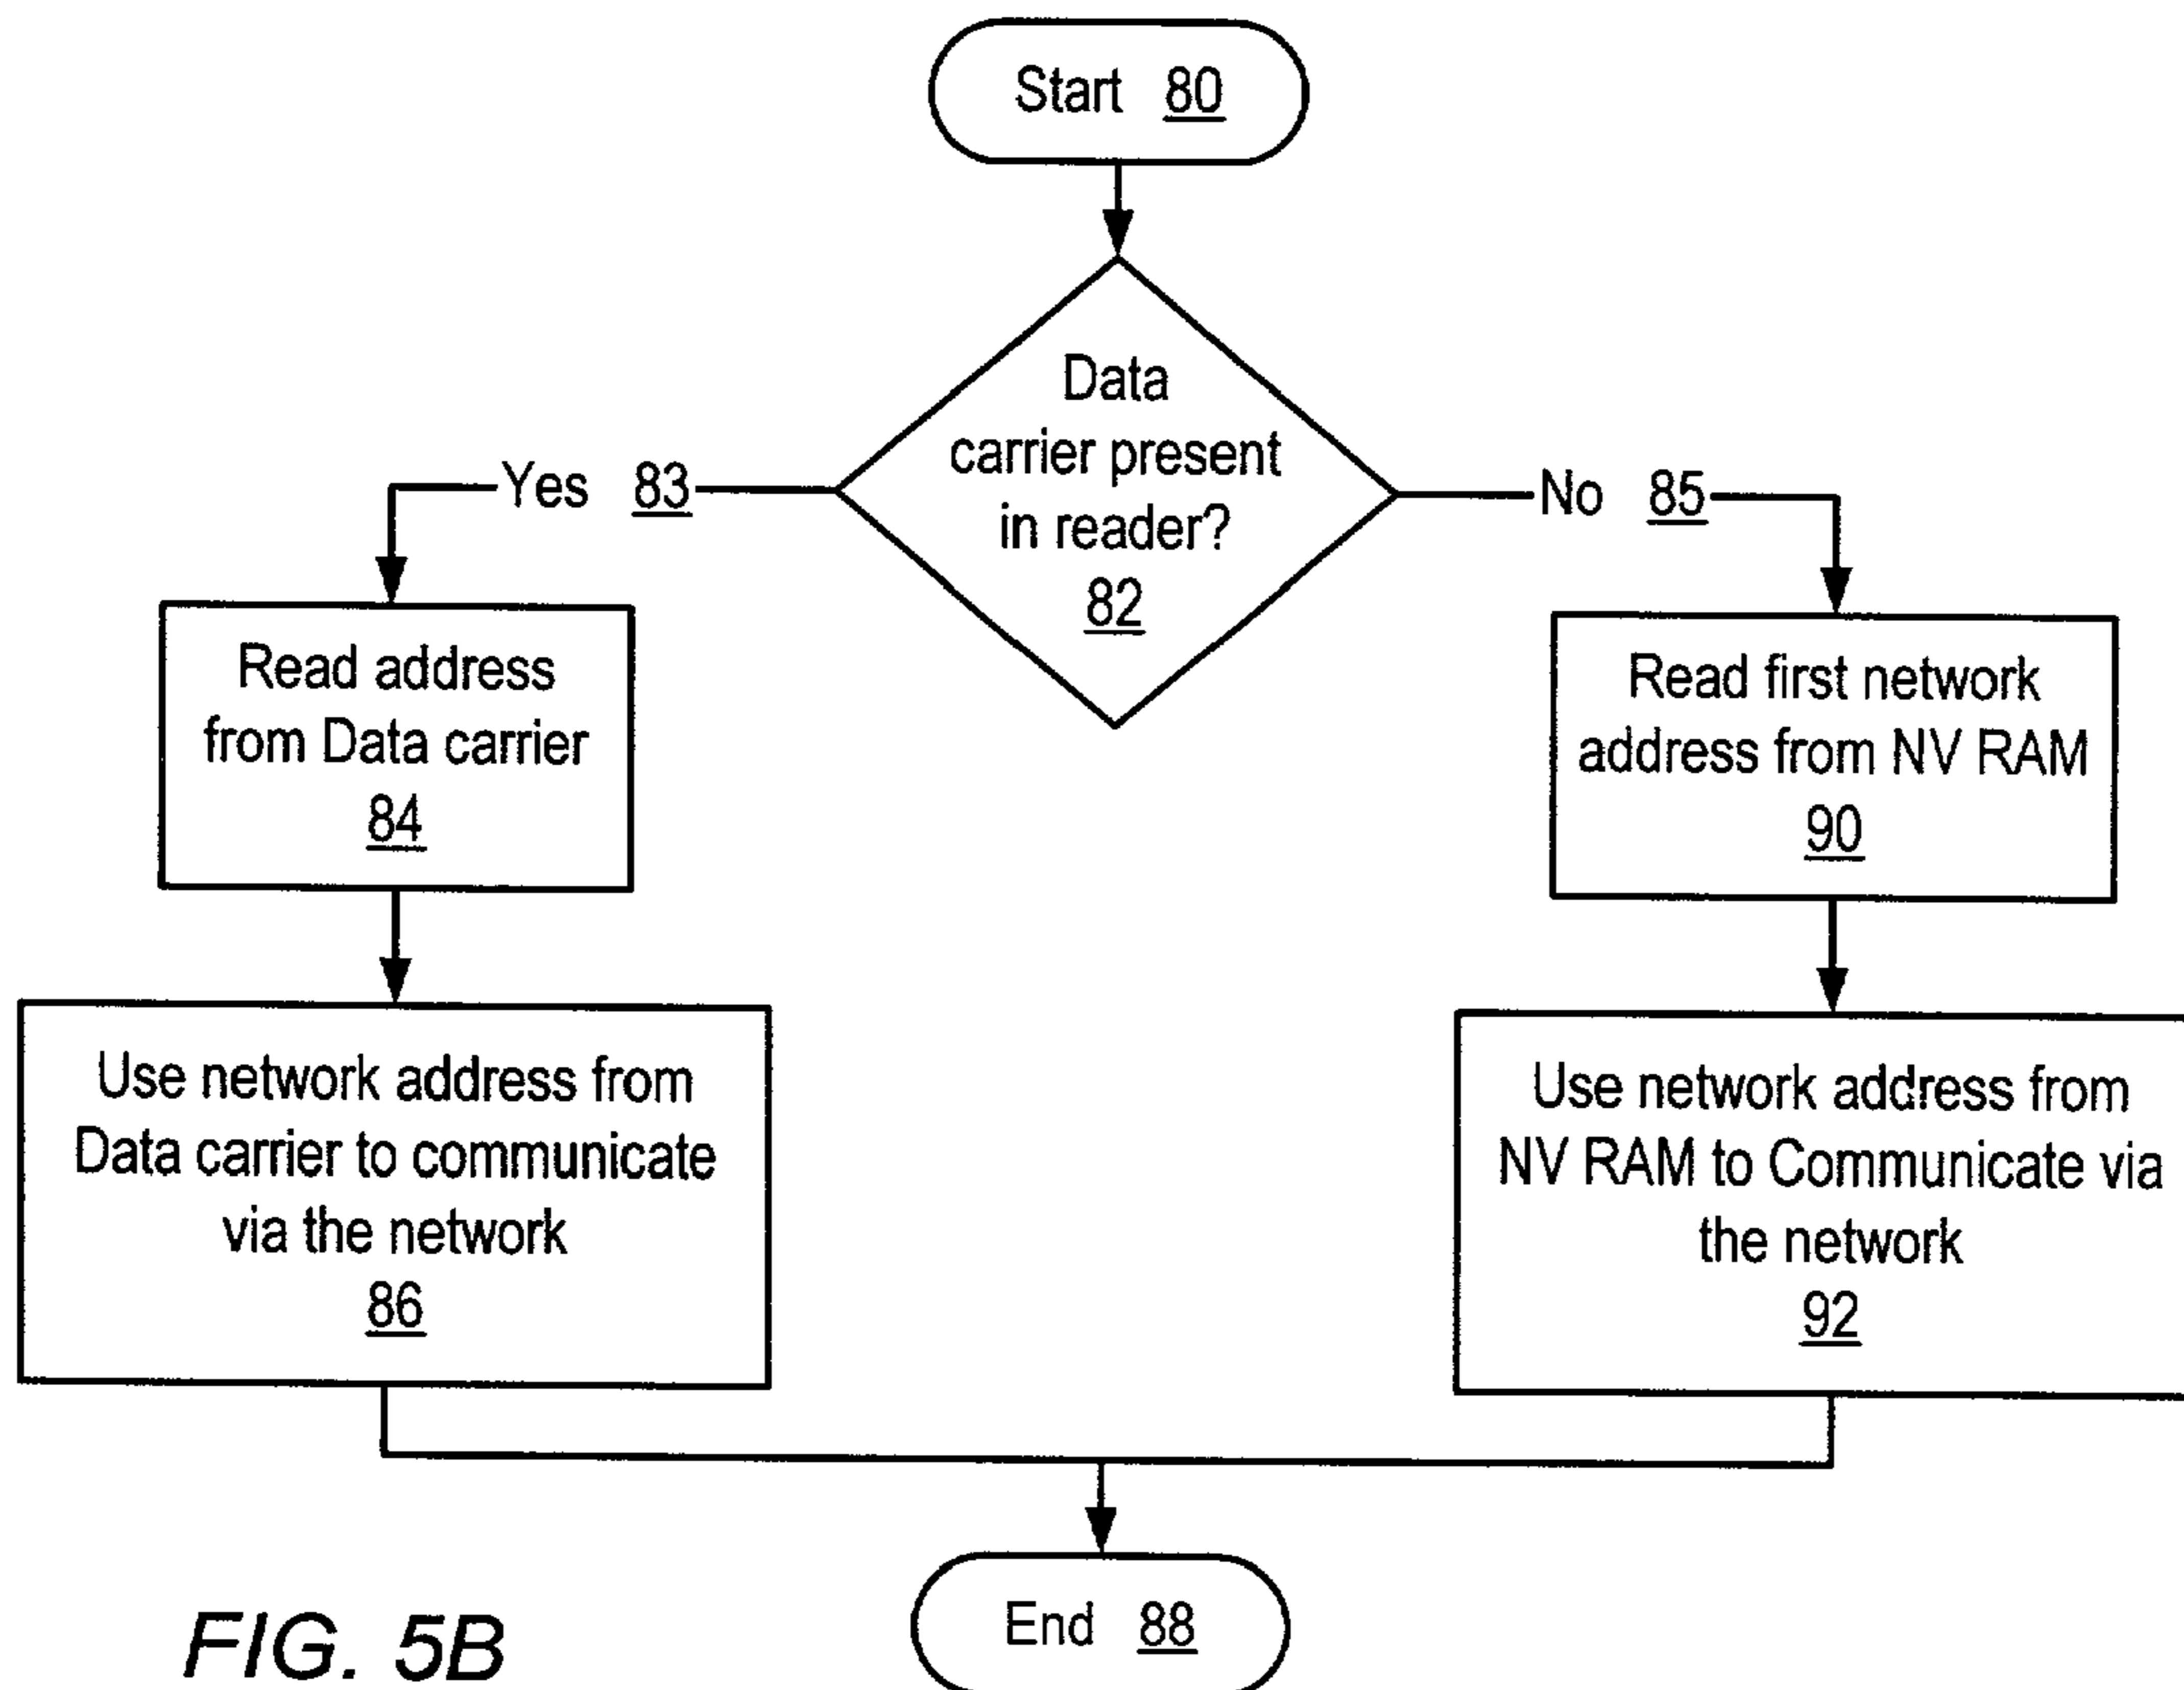 Start 80
Data
carrier present
in reader?
82
Yes 83
No 85
Read address
from Data carrier
84
Read first network
address from NV RAM
90
Use network address from
Data carrier to communicate
via the network
86
Use network address from
NV RAM to Communicate via
the network
92
End 88
FIG. 5B